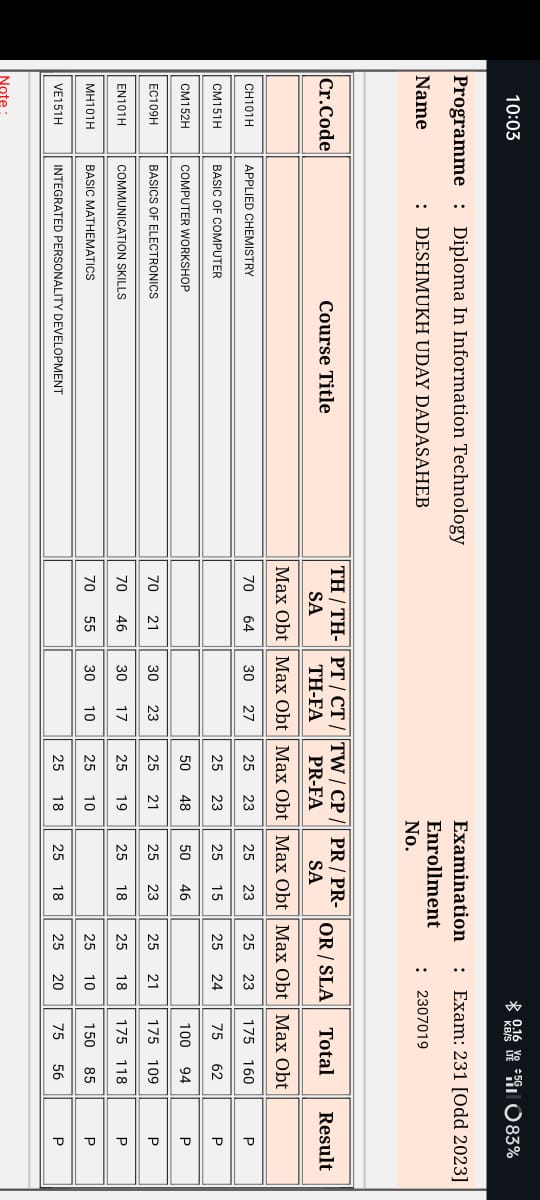 10:03
0.16 KB/S Vo LTE 5G 83%
Programme : Diploma In Information Technology Examination : Exam: 231 [Odd 2023]
Name : DESHMUKH UDAY DADASAHEB Enrollment No. : 2307019
Cr.Code Course Title TH / TH-SA PT / CT / TH-FA TW / CP / PR-FA PR / PR-SA OR / SLA Total Result
Max Obt Max Obt Max Obt Max Obt Max Obt Max Obt
CH101H APPLIED CHEMISTRY 70 64 30 27 25 23 25 23 25 23 175 160 P
CM151H BASIC OF COMPUTER 25 23 25 15 25 24 75 62 P
CM152H COMPUTER WORKSHOP 50 48 50 46 100 94 P
EC109H BASICS OF ELECTRONICS 70 21 30 23 25 21 25 23 25 21 175 109 P
EN101H COMMUNICATION SKILLS 70 46 30 17 25 19 25 18 25 18 175 118 P
MH101H BASIC MATHEMATICS 70 55 30 10 25 10 25 10 150 85 P
VE151H INTEGRATED PERSONALITY DEVELOPMENT 25 18 25 18 25 20 75 56 P
Note :